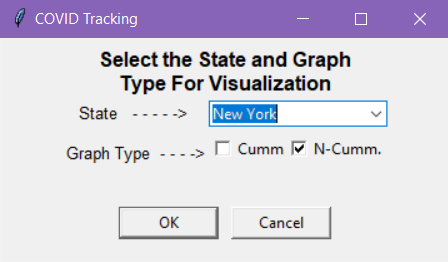 COVID Tracking
Select the State and Graph
Type For Visualization
State - - - - -> New York
Graph Type - - - -> Cumm N-Cumm.
OK Cancel